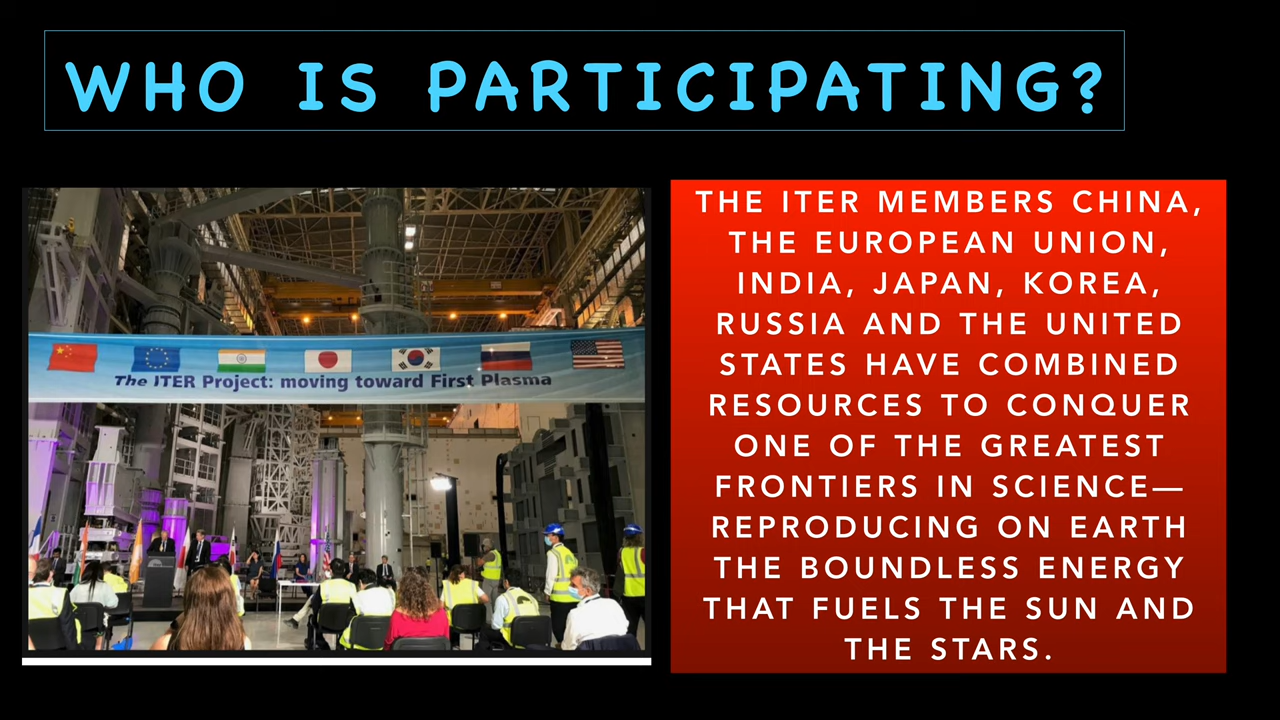 WHO IS PARTICIPATING?
The ITER Project: moving toward First Plasma
THE ITER MEMBERS CHINA,
THE EUROPEAN UNION,
INDIA, JAPAN, KOREA,
RUSSIA AND THE UNITED
STATES HAVE COMBINED
RESOURCES TO CONQUER
ONE OF THE GREATEST
FRONTIERS IN SCIENCE—
REPRODUCING ON EARTH
THE BOUNDLESS ENERGY
THAT FUELS THE SUN AND
THE STARS.